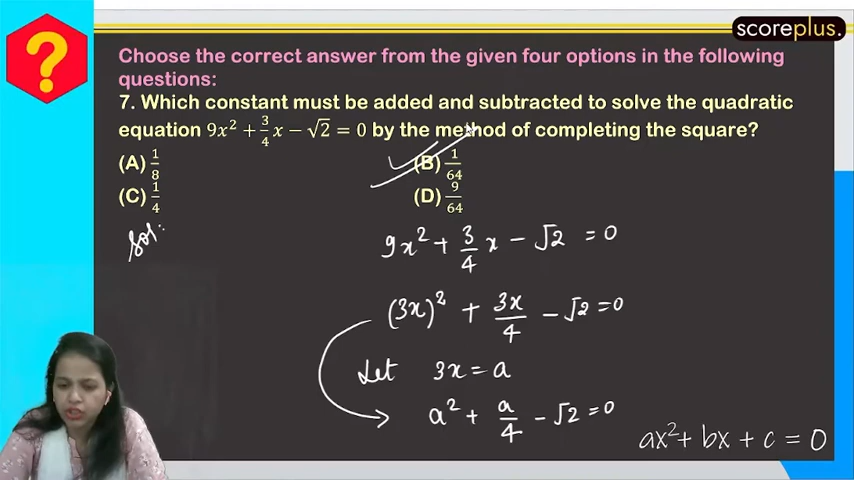 scoreplus.
Choose the correct answer from the given four options in the following
questions:
7. Which constant must be added and subtracted to solve the quadratic
equation 9x² + 3/4 x − √2 = 0 by the method of completing the square?
(A) 1/8 (B) 1/64
(C) 1/4 (D) 9/64
Sol:
9x² + 3/4 x − √2 = 0
(3x)² + 3x/4 − √2 = 0
Let 3x = a
a² + a/4 − √2 = 0
ax² + bx + c = 0